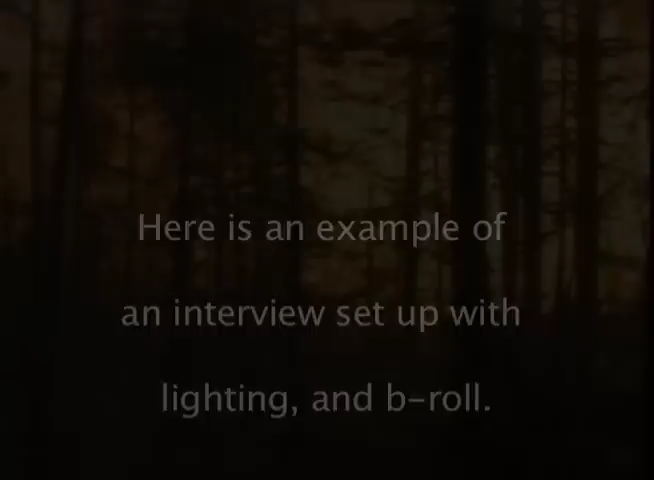 Here is an example of
an interview set up with
lighting, and b-roll.